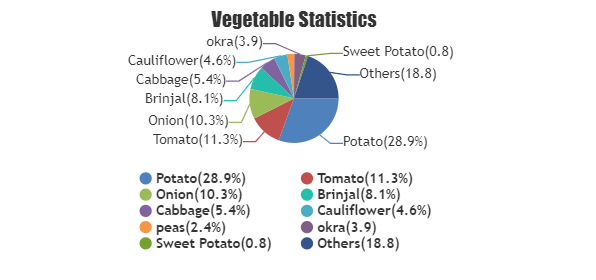 Vegetable Statistics
okra(3.9)
Sweet Potato(0.8)
Cauliflower(4.6%)
Others(18.8)
Cabbage(5.4%)
Brinjal(8.1%)
Onion(10.3%)
Tomato(11.3%)
Potato(28.9%)
Potato(28.9%) Tomato(11.3%)
Onion(10.3%) Brinjal(8.1%)
Cabbage(5.4%) Cauliflower(4.6%)
peas(2.4%) okra(3.9)
Sweet Potato(0.8) Others(18.8)